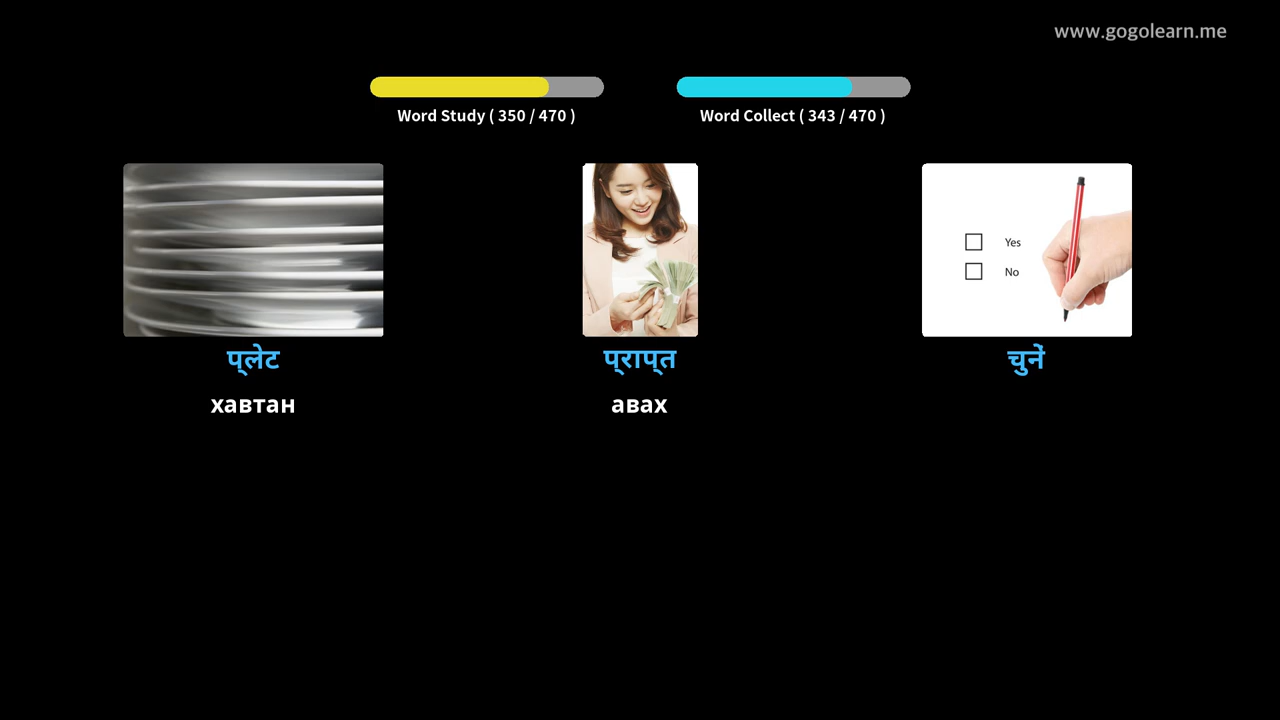 www.gogolearn.me
Word Study ( 350 / 470 )
Word Collect ( 343 / 470 )
Yes
No
प्लेट
प्राप्त
चुनें
хавтан
авах